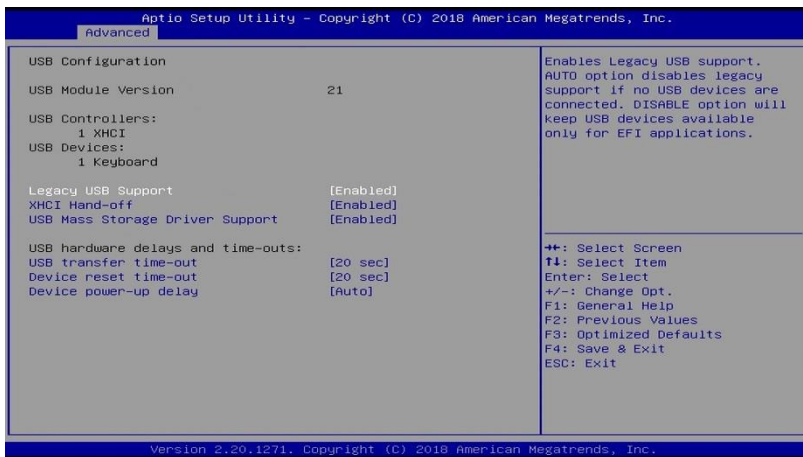 Aptio Setup Utility – Copyright (C) 2018 American Megatrends, Inc.
Advanced
USB Configuration
USB Module Version 21
USB Controllers:
1 XHCI
USB Devices:
1 Keyboard
Legacy USB Support [Enabled]
XHCI Hand-off [Enabled]
USB Mass Storage Driver Support [Enabled]
USB hardware delays and time-outs:
USB transfer time-out [20 sec]
Device reset time-out [20 sec]
Device power-up delay [Auto]
Enables Legacy USB support.
AUTO option disables legacy
support if no USB devices are
connected. DISABLE option will
keep USB devices available
only for EFI applications.
→←: Select Screen
↑↓: Select Item
Enter: Select
+/-: Change Opt.
F1: General Help
F2: Previous Values
F3: Optimized Defaults
F4: Save & Exit
ESC: Exit
Version 2.20.1271. Copyright (C) 2018 American Megatrends, Inc.